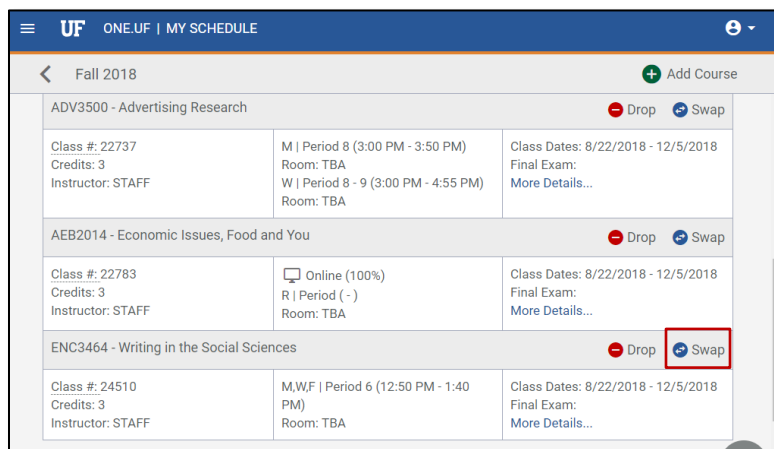 UF ONE.UF | MY SCHEDULE
Fall 2018 Add Course
ADV3500 - Advertising Research Drop Swap
Class #: 22737
Credits: 3
Instructor: STAFF
M | Period 8 (3:00 PM - 3:50 PM)
Room: TBA
W | Period 8 - 9 (3:00 PM - 4:55 PM)
Room: TBA
Class Dates: 8/22/2018 - 12/5/2018
Final Exam:
More Details...
AEB2014 - Economic Issues, Food and You Drop Swap
Class #: 22783
Credits: 3
Instructor: STAFF
Online (100%)
R | Period ( - )
Room: TBA
Class Dates: 8/22/2018 - 12/5/2018
Final Exam:
More Details...
ENC3464 - Writing in the Social Sciences Drop Swap
Class #: 24510
Credits: 3
Instructor: STAFF
M,W,F | Period 6 (12:50 PM - 1:40
PM)
Room: TBA
Class Dates: 8/22/2018 - 12/5/2018
Final Exam:
More Details...